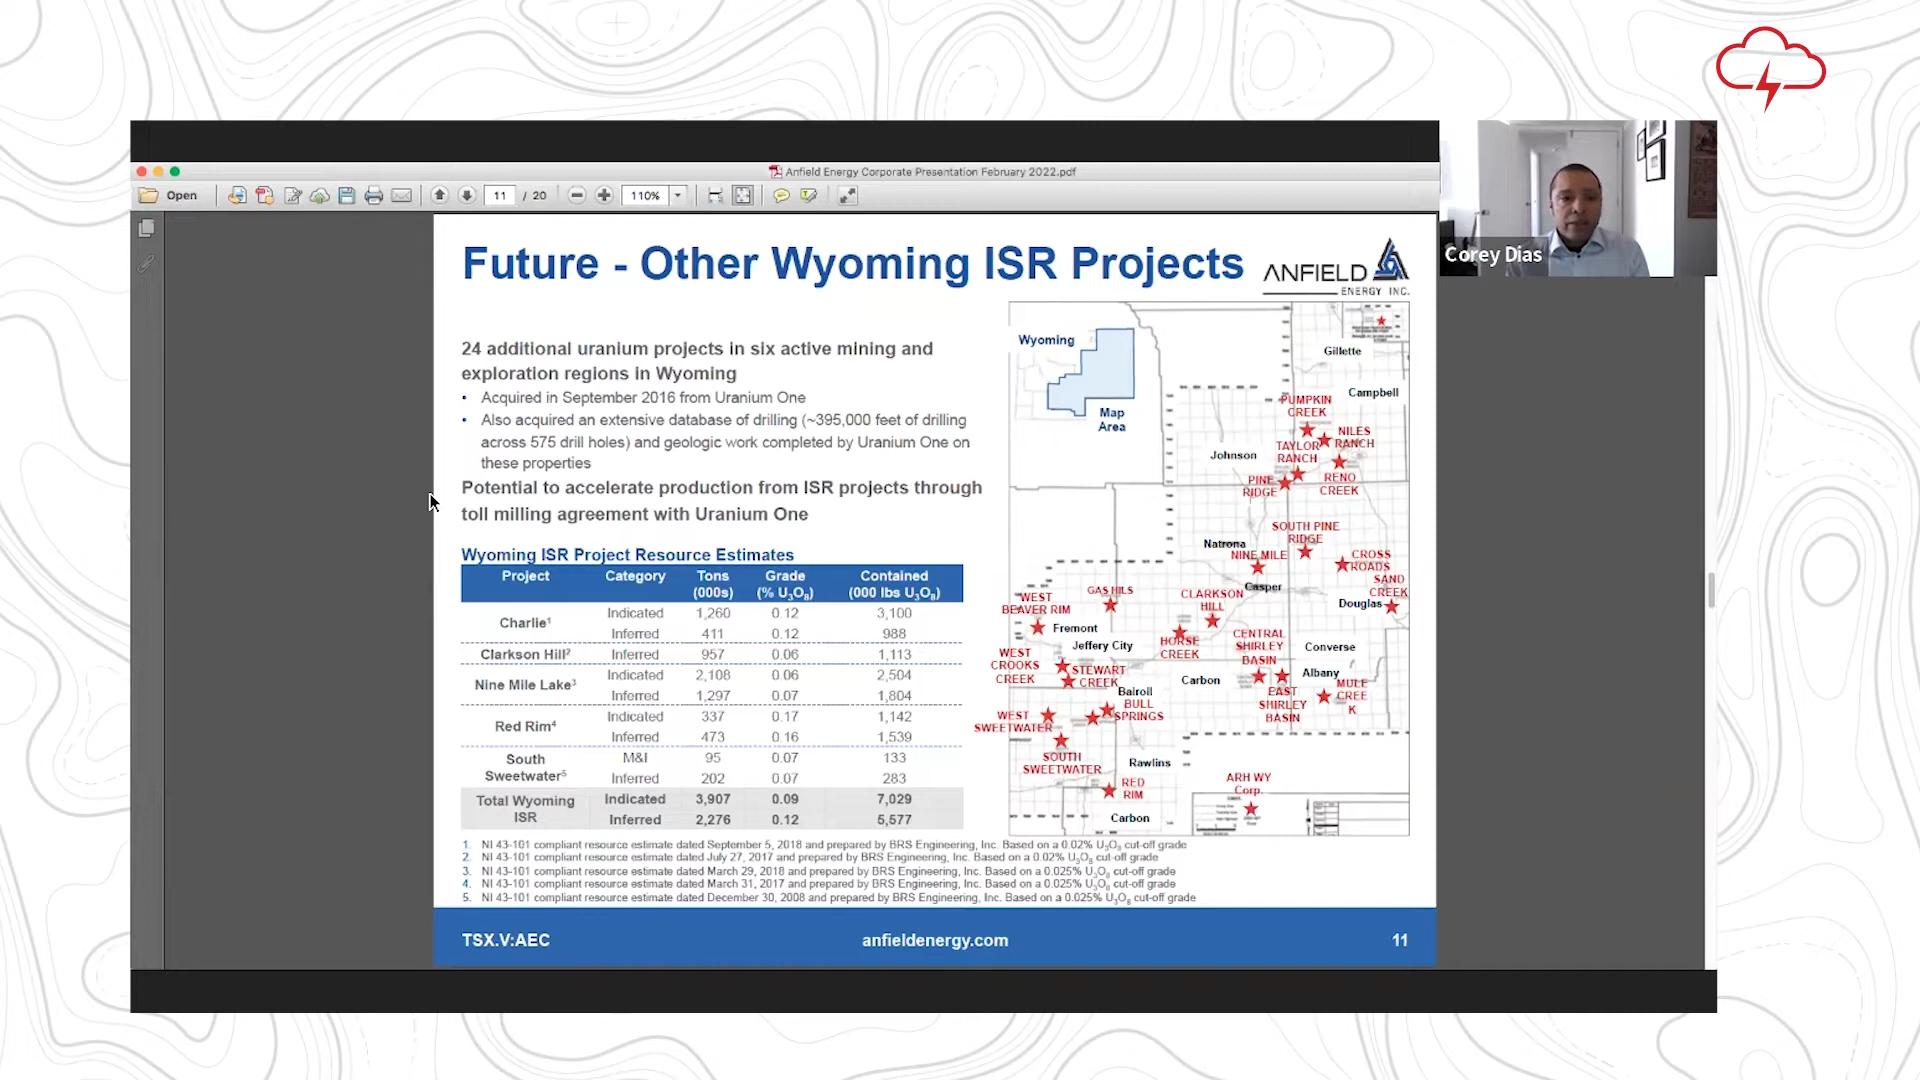 Anfield Energy Corporate Presentation February 2022.pdf
Open
11 / 20
110%
Corey Dias
Future - Other Wyoming ISR Projects
ANFIELD
ENERGY INC.
24 additional uranium projects in six active mining and
exploration regions in Wyoming
• Acquired in September 2016 from Uranium One
• Also acquired an extensive database of drilling (~395,000 feet of drilling
across 575 drill holes) and geologic work completed by Uranium One on
these properties
Potential to accelerate production from ISR projects through
toll milling agreement with Uranium One
Wyoming ISR Project Resource Estimates
Project Category Tons (000s) Grade (% U₃O₈) Contained (000 lbs U₃O₈)
Charlie¹ Indicated 1,260 0.12 3,100
Inferred 411 0.12 988
Clarkson Hill² Inferred 957 0.06 1,113
Nine Mile Lake³ Indicated 2,108 0.06 2,504
Inferred 1,297 0.07 1,804
Red Rim⁴ Indicated 337 0.17 1,142
Inferred 473 0.16 1,539
South Sweetwater⁵ M&I 95 0.07 133
Inferred 202 0.07 283
Total Wyoming ISR Indicated 3,907 0.09 7,029
Inferred 2,276 0.12 5,577
Wyoming
Map
Area
Gillette
Campbell
PUMPKIN
CREEK
NILES
RANCH
TAYLOR
RANCH
Johnson
PINE
RIDGE
RENO
CREEK
SOUTH PINE
RIDGE
Natrona
NINE MILE
CROSS
ROADS
SAND
CREEK
Casper
Douglas
GAS HILS
WEST
BEAVER RIM
CLARKSON
HILL
Fremont
HORSE
CREEK
CENTRAL
SHIRLEY
BASIN
Jeffery City
Converse
WEST
CROOKS
CREEK
STEWART
CREEK
Carbon
Albany
MULE
CREE
K
EAST
SHIRLEY
BASIN
Bairoil
BULL
SPRINGS
WEST
SWEETWATER
SOUTH
SWEETWATER
Rawlins
RED
RIM
ARH WY
Corp.
Carbon
1. NI 43-101 compliant resource estimate dated September 5, 2018 and prepared by BRS Engineering, Inc. Based on a 0.02% U₃O₈ cut-off grade
2. NI 43-101 compliant resource estimate dated July 27, 2017 and prepared by BRS Engineering, Inc. Based on a 0.02% U₃O₈ cut-off grade
3. NI 43-101 compliant resource estimate dated March 29, 2018 and prepared by BRS Engineering, Inc. Based on a 0.025% U₃O₈ cut-off grade
4. NI 43-101 compliant resource estimate dated March 31, 2017 and prepared by BRS Engineering, Inc. Based on a 0.025% U₃O₈ cut-off grade
5. NI 43-101 compliant resource estimate dated December 30, 2008 and prepared by BRS Engineering, Inc. Based on a 0.025% U₃O₈ cut-off grade
TSX.V:AEC
anfieldenergy.com
11